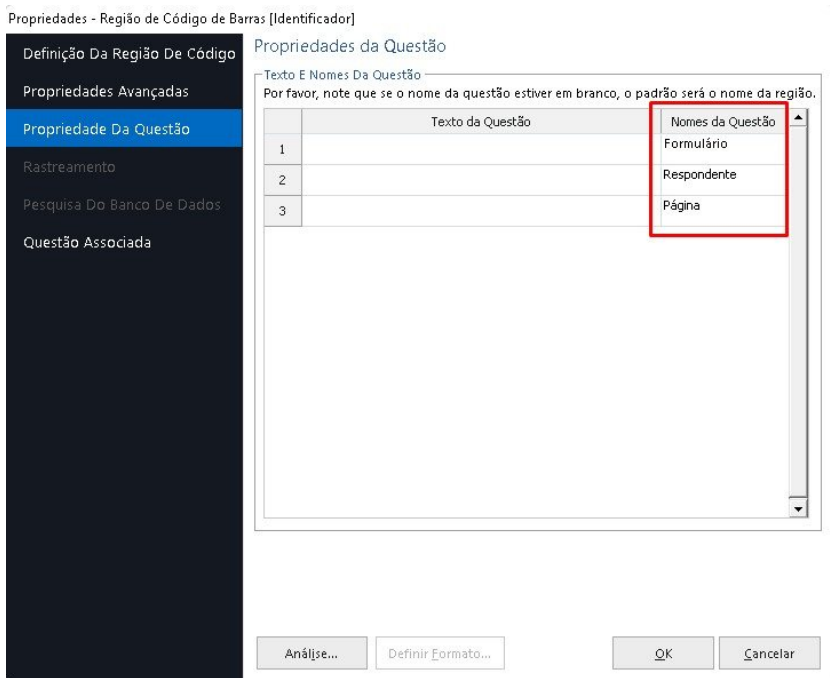 Propriedades - Região de Código de Barras [Identificador]
Definição Da Região De Código
Propriedades Avançadas
Propriedade Da Questão
Rastreamento
Pesquisa Do Banco De Dados
Questão Associada
Propriedades da Questão
Texto E Nomes Da Questão
Por favor, note que se o nome da questão estiver em branco, o padrão será o nome da região.
Texto da Questão Nomes da Questão
1 Formulário
2 Respondente
3 Página
Análise... Definir Formato... OK Cancelar